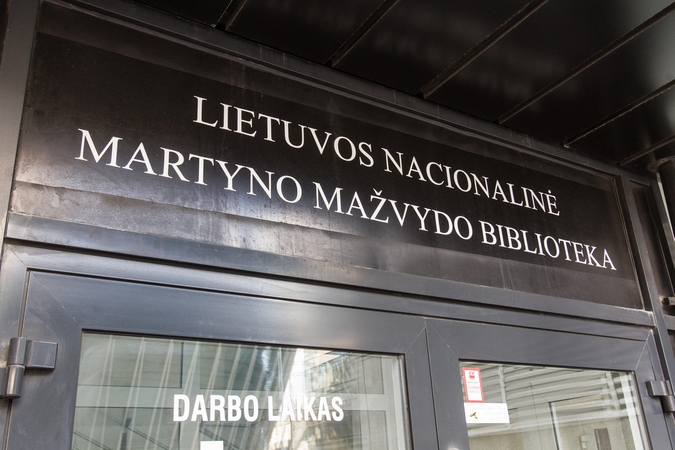 LIETUVOS NACIONALINĖ
MARTYNO MAŽVYDO BIBLIOTEKA
DARBO LAIKAS